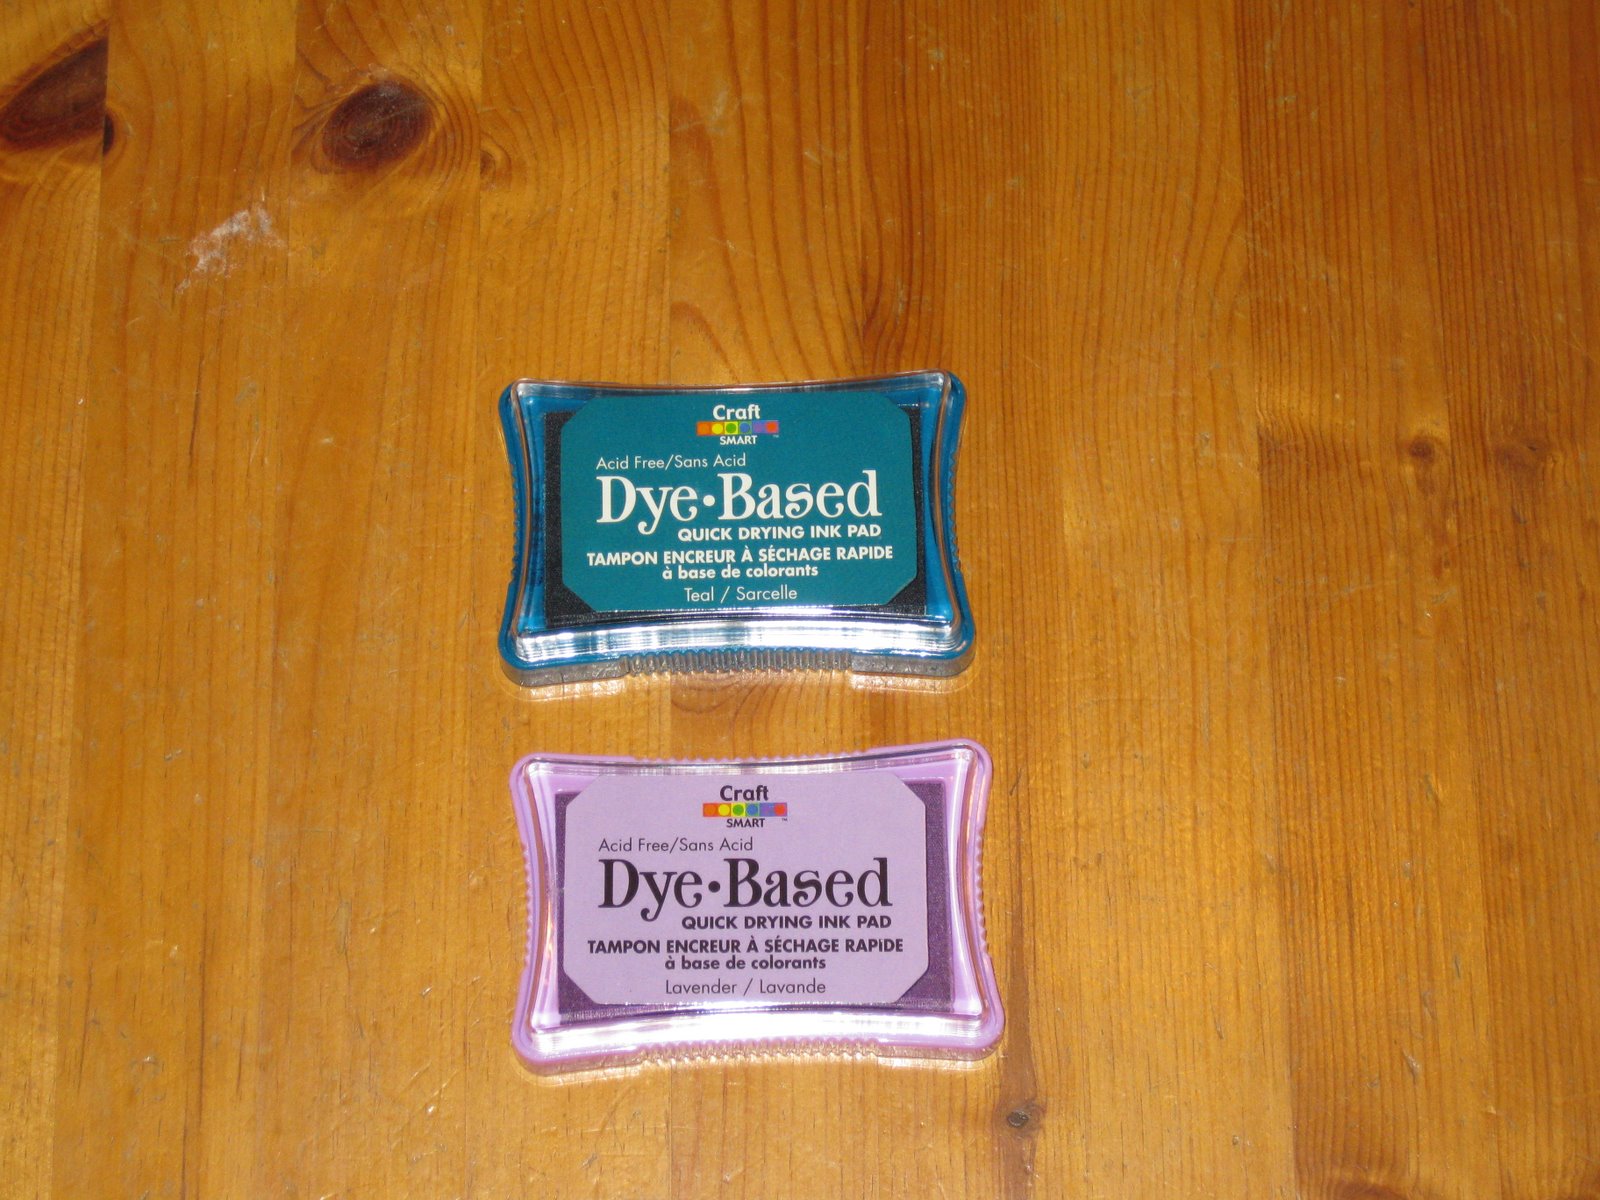 Craft
SMART™
Acid Free/Sans Acid
Dye•Based
QUICK DRYING INK PAD
TAMPON ENCREUR À SÉCHAGE RAPIDE
à base de colorants
Teal / Sarcelle
Craft
SMART™
Acid Free/Sans Acid
Dye•Based
QUICK DRYING INK PAD
TAMPON ENCREUR À SÉCHAGE RAPIDE
à base de colorants
Lavender / Lavande